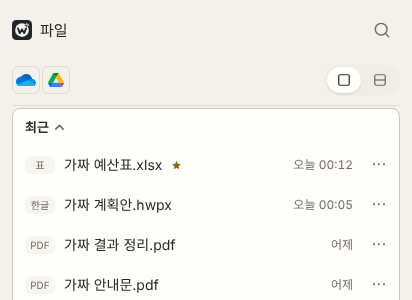 파일
최근
표 가짜 예산표.xlsx 오늘 00:12
한글 가짜 계획안.hwpx 오늘 00:05
PDF 가짜 결과 정리.pdf 어제
PDF 가짜 안내문.pdf 어제